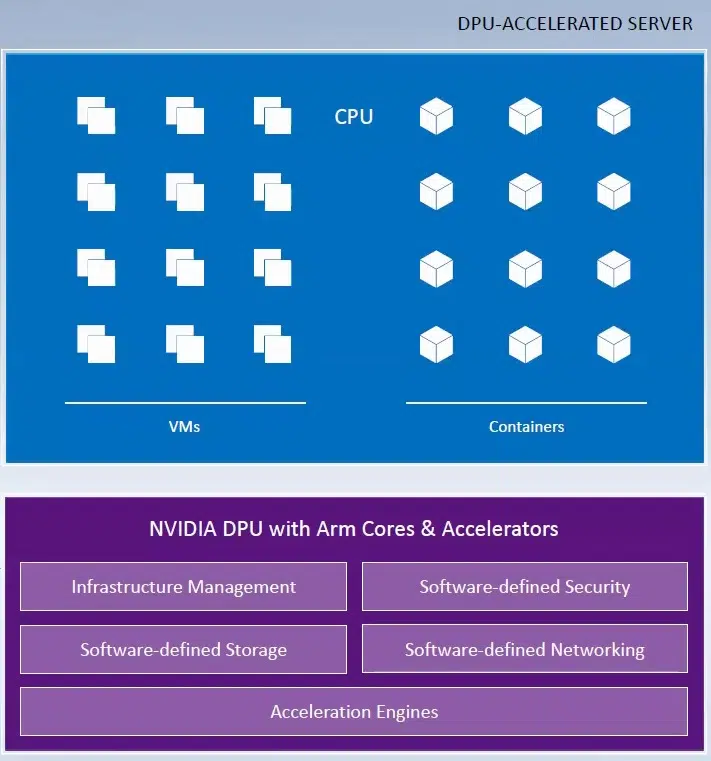 DPU-ACCELERATED SERVER
CPU
VMs
Containers
NVIDIA DPU with Arm Cores & Accelerators
Infrastructure Management
Software-defined Security
Software-defined Storage
Software-defined Networking
Acceleration Engines